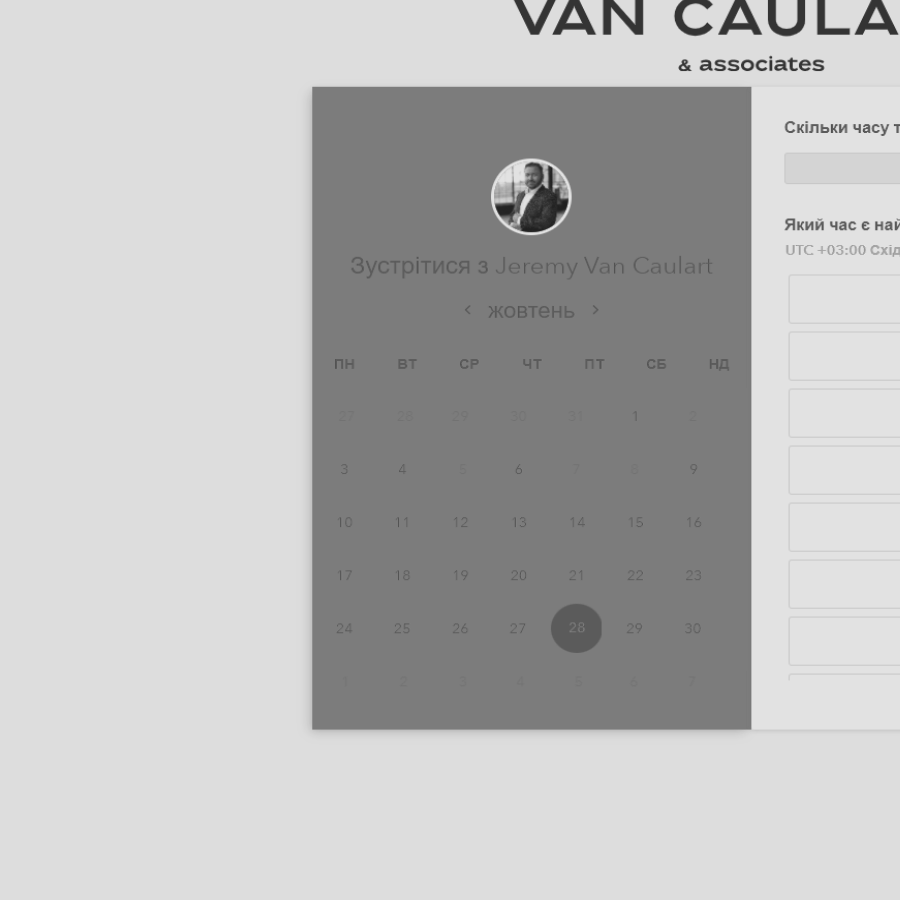 VAN CAULA
& associates
Зустрітися з Jeremy Van Caulart
жовтень
ПН ВТ СР ЧТ ПТ СБ НД
27 28 29 30 31 1 2
3 4 5 6 7 8 9
10 11 12 13 14 15 16
17 18 19 20 21 22 23
24 25 26 27 28 29 30
1 2 3 4 5 6 7
Скільки часу т
Який час є най
UTC +03:00 Схід